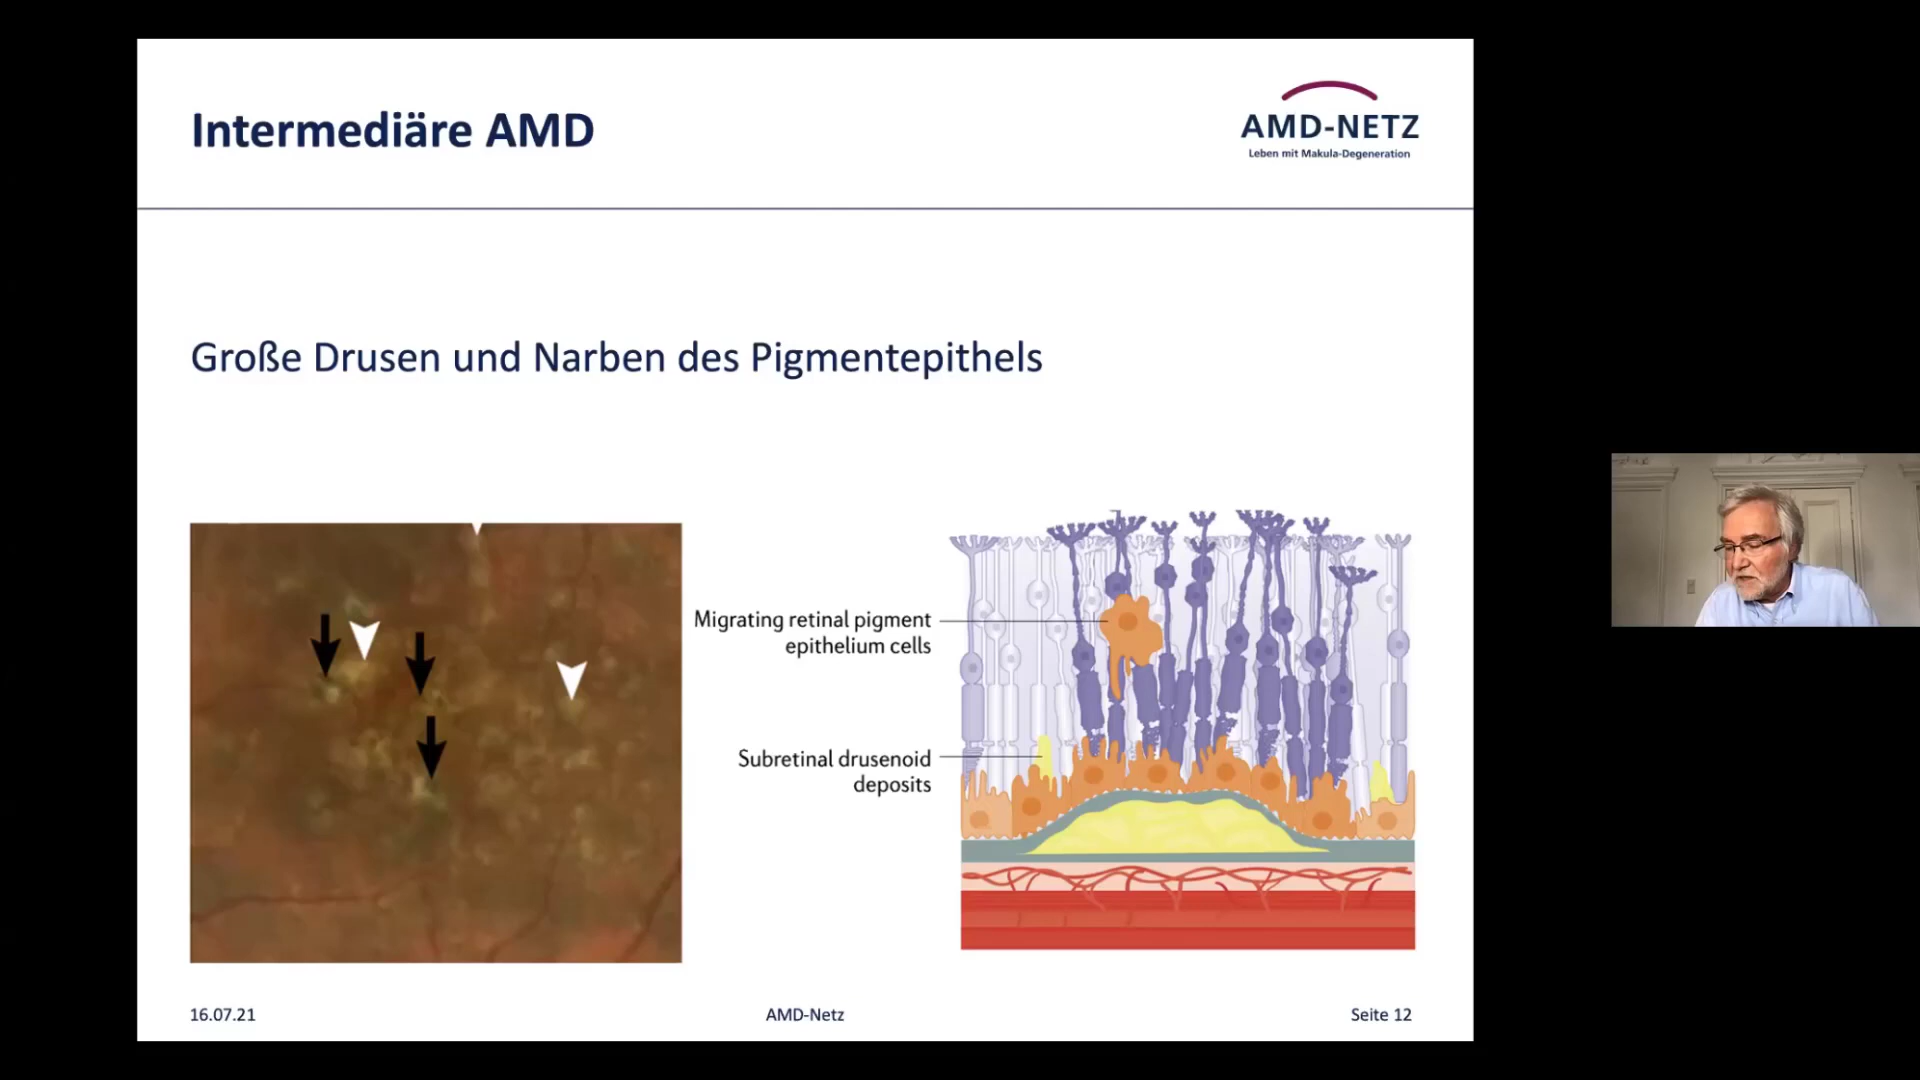 Intermediäre AMD
AMD-NETZ
Leben mit Makula-Degeneration
Große Drusen und Narben des Pigmentepithels
Migrating retinal pigment
epithelium cells
Subretinal drusenoid
deposits
16.07.21
AMD-Netz
Seite 12